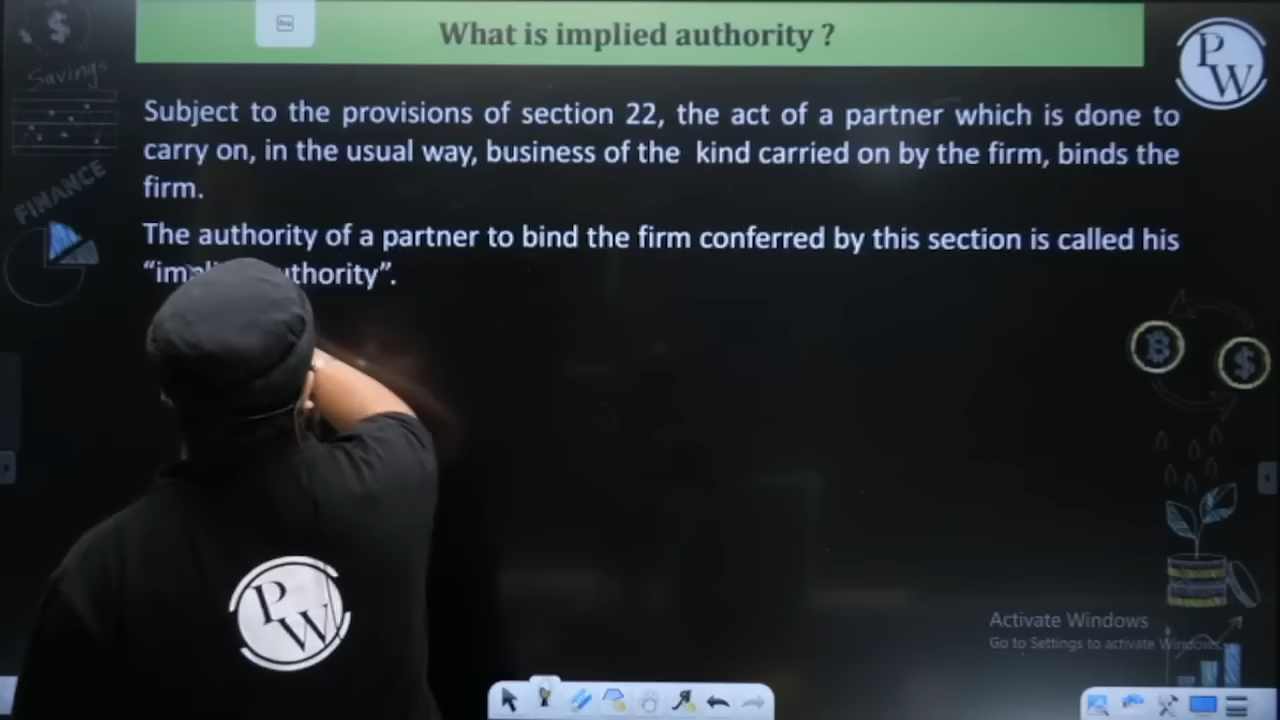 What is implied authority ?
PW
Savings
FINANCE
Subject to the provisions of section 22, the act of a partner which is done to
carry on, in the usual way, business of the kind carried on by the firm, binds the
firm.
The authority of a partner to bind the firm conferred by this section is called his
PW
Activate Windows
Go to Settings to activate Windows.